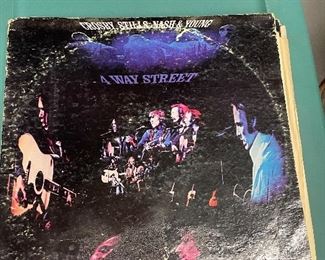 CROSBY, STILLS, NASH & YOUNG
4 WAY STREET